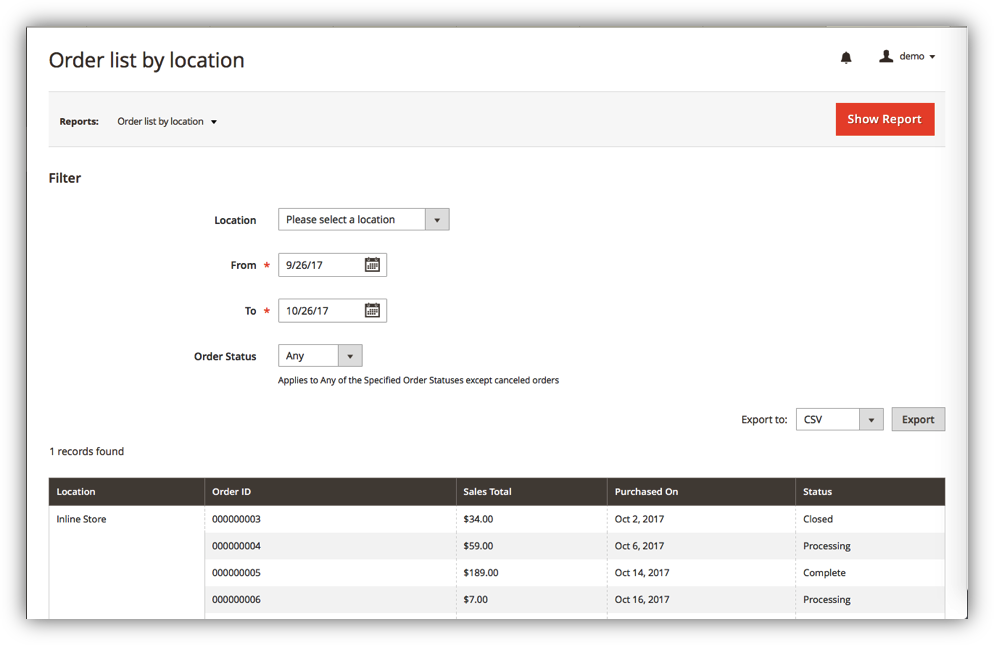 Order list by location
demo
Reports: Order list by location
Show Report
Filter
Location Please select a location
From * 9/26/17
To * 10/26/17
Order Status Any
Applies to Any of the Specified Order Statuses except canceled orders
Export to: CSV Export
1 records found
Location Order ID Sales Total Purchased On Status
Inline Store 000000003 $34.00 Oct 2, 2017 Closed
000000004 $59.00 Oct 6, 2017 Processing
000000005 $189.00 Oct 14, 2017 Complete
000000006 $7.00 Oct 16, 2017 Processing